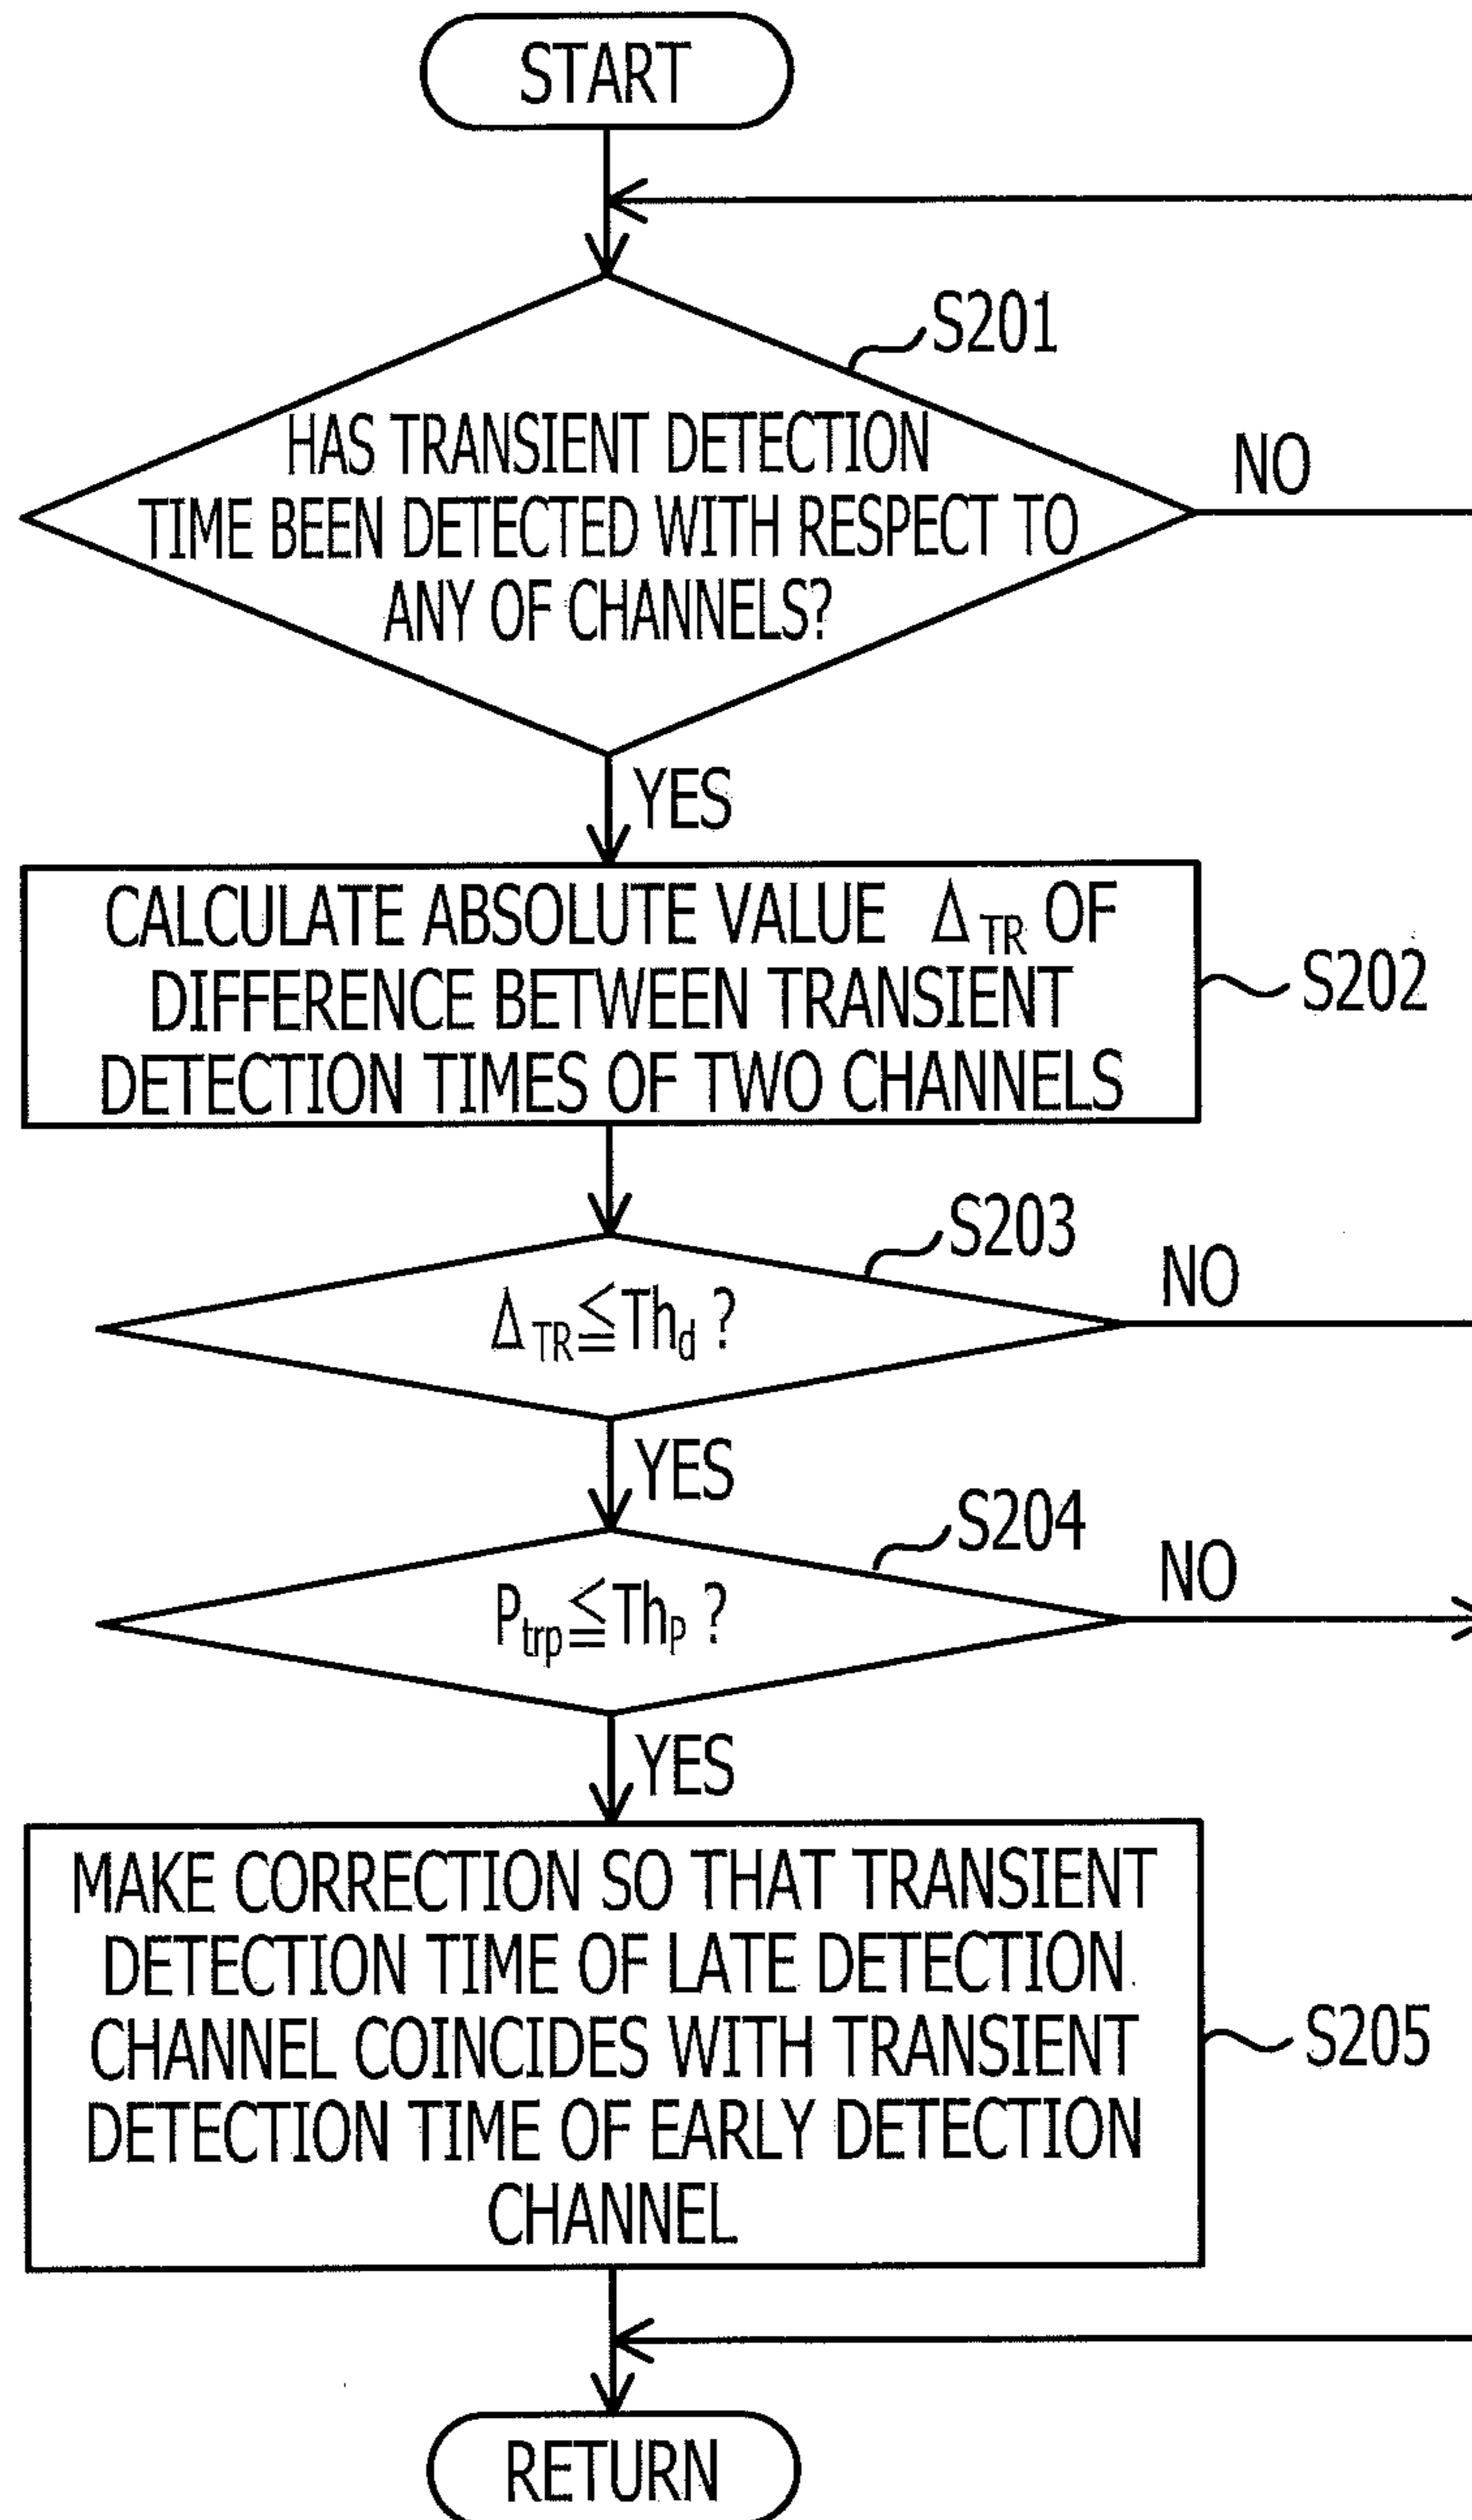 START
S201
HAS TRANSIENT DETECTION
TIME BEEN DETECTED WITH RESPECT TO
ANY OF CHANNELS?
NO
YES
CALCULATE ABSOLUTE VALUE Δ_TR OF
DIFFERENCE BETWEEN TRANSIENT
DETECTION TIMES OF TWO CHANNELS
S202
S203
Δ_TR≦Th_d ?
NO
YES
S204
P_trp≦Th_P ?
NO
YES
MAKE CORRECTION SO THAT TRANSIENT
DETECTION TIME OF LATE DETECTION
CHANNEL COINCIDES WITH TRANSIENT
DETECTION TIME OF EARLY DETECTION
CHANNEL
S205
RETURN